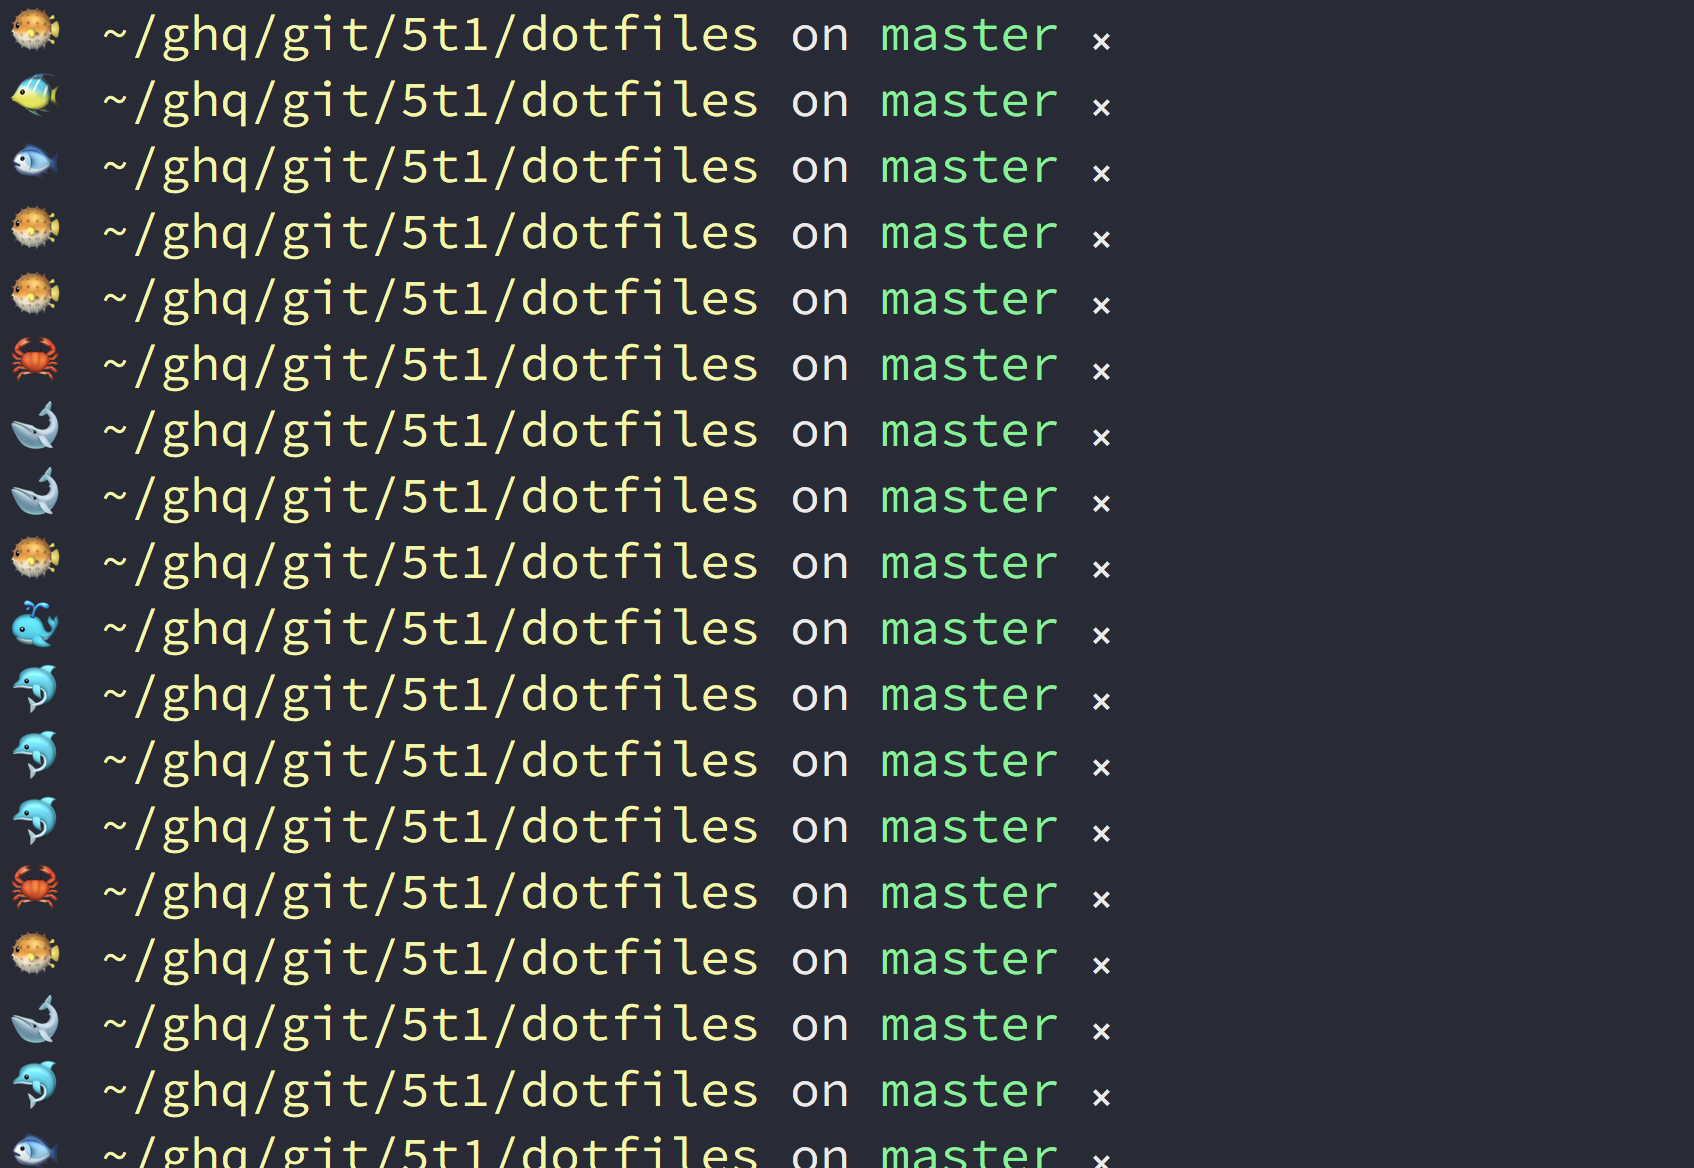 🐡 ~/ghq/git/5t1/dotfiles on master ×
🐠 ~/ghq/git/5t1/dotfiles on master ×
🐟 ~/ghq/git/5t1/dotfiles on master ×
🐡 ~/ghq/git/5t1/dotfiles on master ×
🐡 ~/ghq/git/5t1/dotfiles on master ×
🦀 ~/ghq/git/5t1/dotfiles on master ×
🐋 ~/ghq/git/5t1/dotfiles on master ×
🐋 ~/ghq/git/5t1/dotfiles on master ×
🐡 ~/ghq/git/5t1/dotfiles on master ×
🐳 ~/ghq/git/5t1/dotfiles on master ×
🐬 ~/ghq/git/5t1/dotfiles on master ×
🐬 ~/ghq/git/5t1/dotfiles on master ×
🐬 ~/ghq/git/5t1/dotfiles on master ×
🦀 ~/ghq/git/5t1/dotfiles on master ×
🐡 ~/ghq/git/5t1/dotfiles on master ×
🐋 ~/ghq/git/5t1/dotfiles on master ×
🐬 ~/ghq/git/5t1/dotfiles on master ×
🐟 ~/ghq/git/5t1/dotfiles on master ×